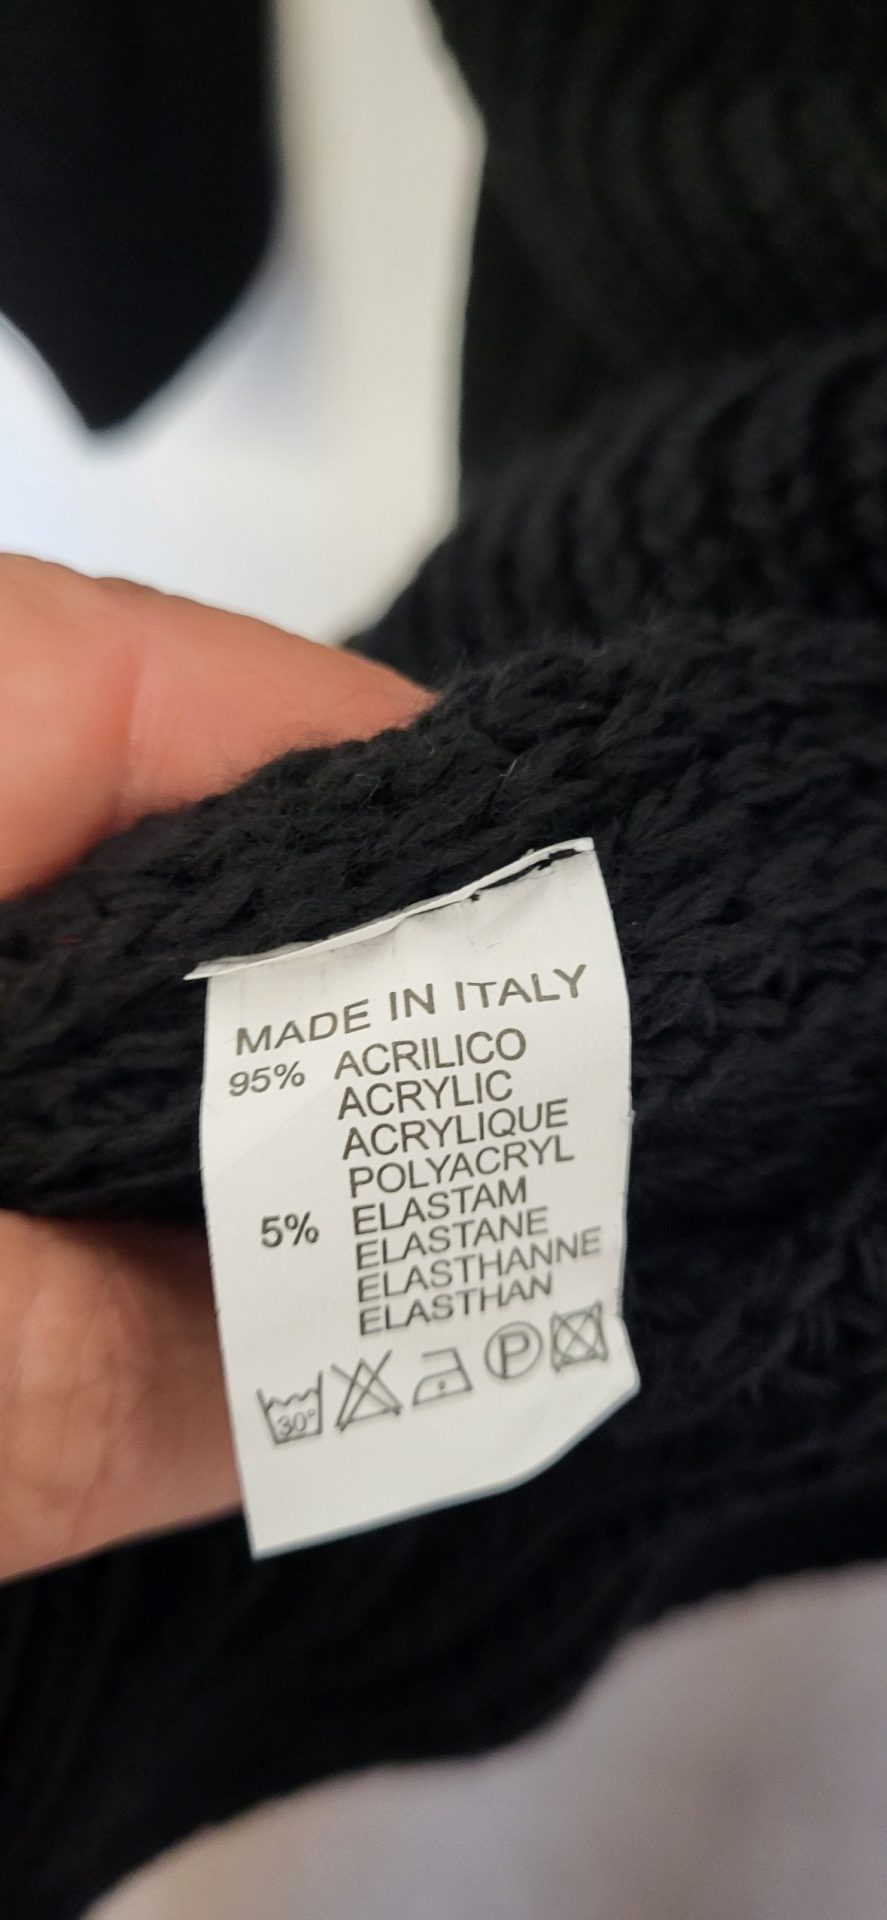 MADE IN ITALY
95% ACRILICO
ACRYLIC
ACRYLIQUE
POLYACRYL
5% ELASTAM
ELASTANE
ELASTHANNE
ELASTHAN
30° P